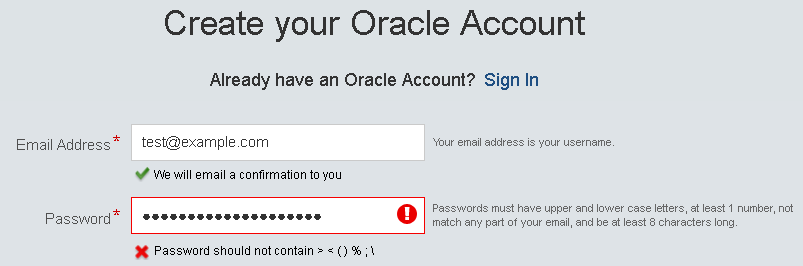 Create your Oracle Account
Already have an Oracle Account? Sign In
Email Address* test@example.com Your email address is your username.
We will email a confirmation to you
Password* ●●●●●●●●●●●●●●●●●●●● Passwords must have upper and lower case letters, at least 1 number, not
match any part of your email, and be at least 8 characters long.
Password should not contain > < ( ) % ; \